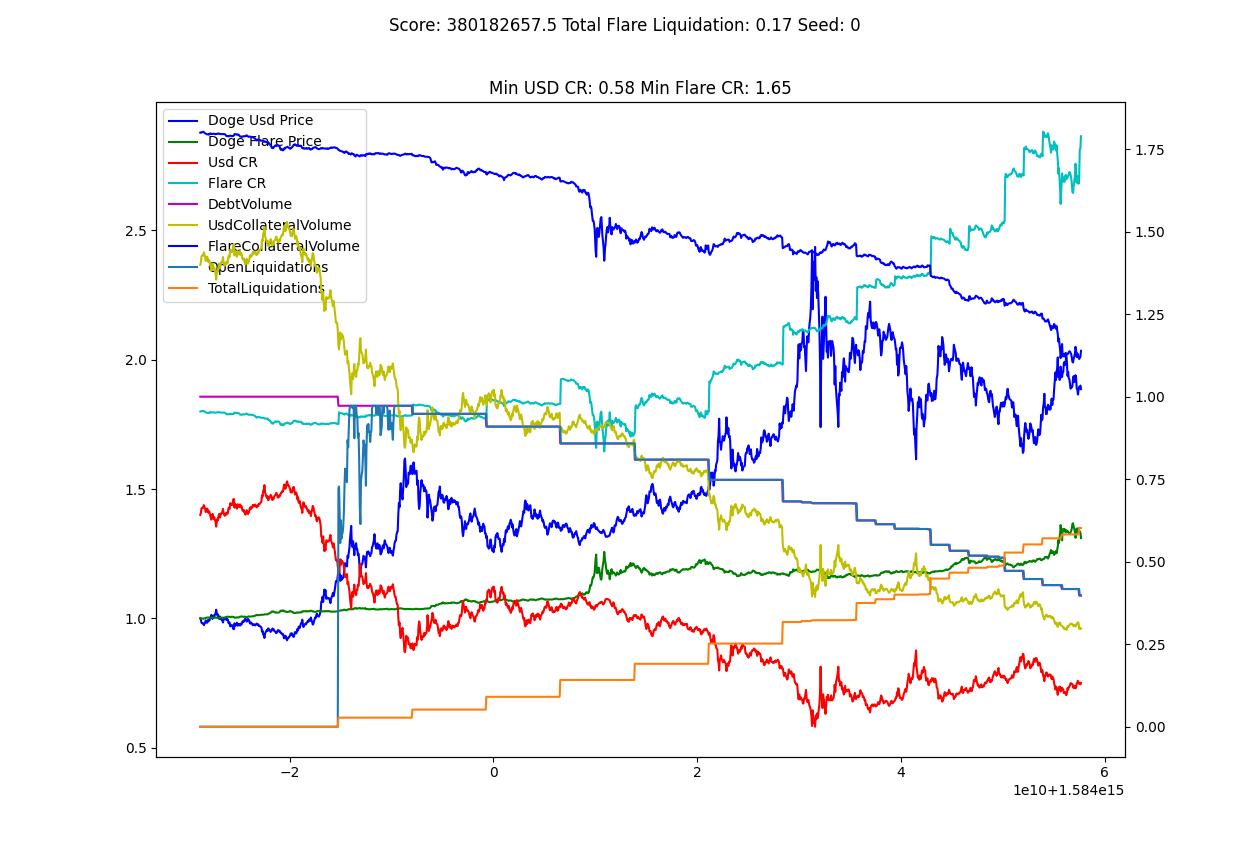 Score: 380182657.5 Total Flare Liquidation: 0.17 Seed: 0
Min USD CR: 0.58 Min Flare CR: 1.65
Doge Usd Price
Doge Flare Price
Usd CR
Flare CR
DebtVolume
UsdCollateralVolume
FlareCollateralVolume
OpenLiquidations
TotalLiquidations
2.5
2.0
1.5
1.0
0.5
1.75
1.50
1.25
1.00
0.75
0.50
0.25
0.00
−2 0 2 4 6
1e10+1.584e15